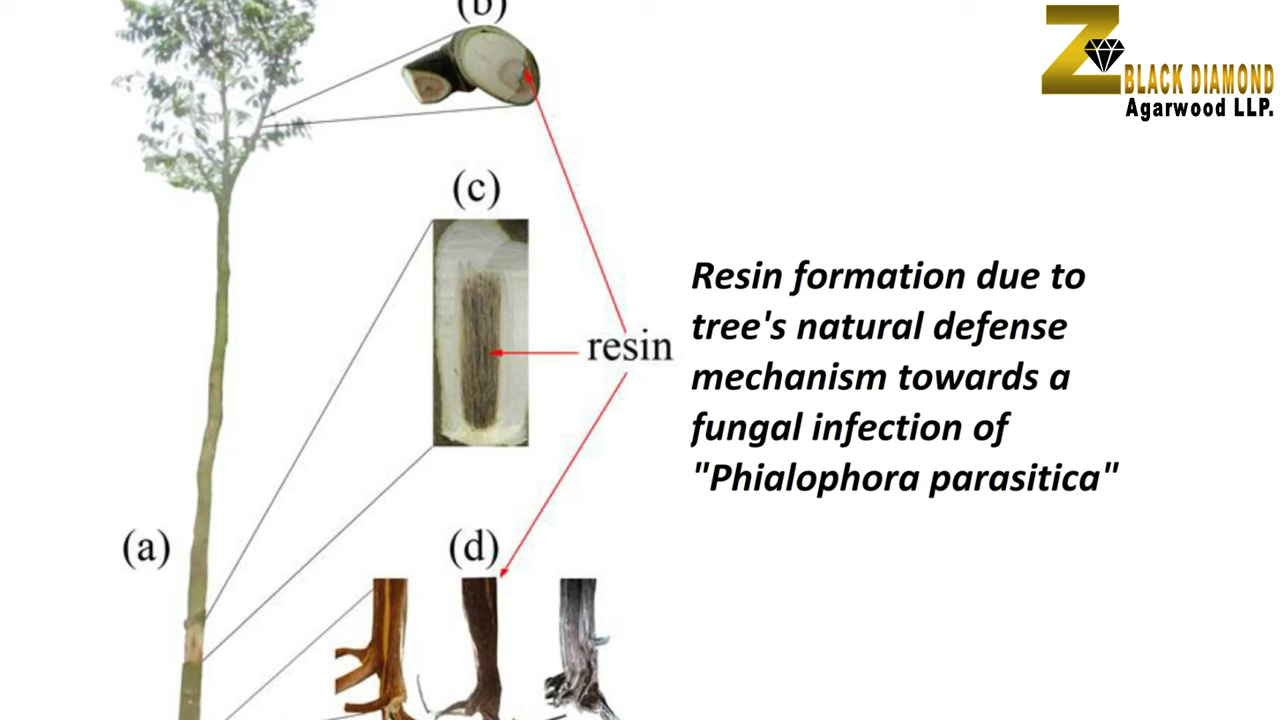 (b)
Z
BLACK DIAMOND
Agarwood LLP.
(c)
resin
Resin formation due to
tree's natural defense
mechanism towards a
fungal infection of
"Phialophora parasitica"
(a)
(d)